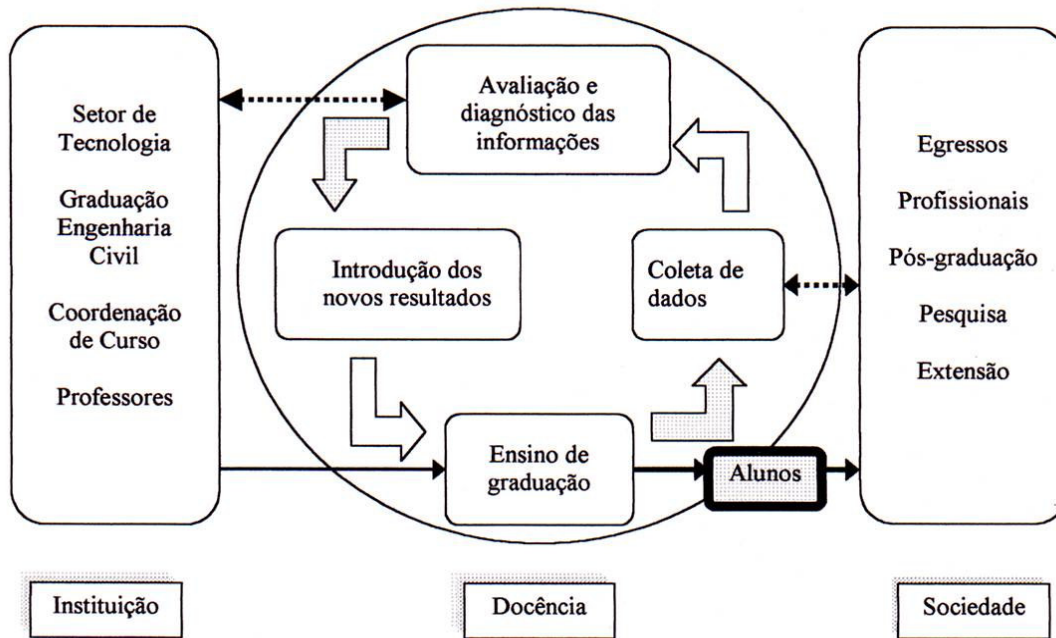 Setor de
Tecnologia
Graduação
Engenharia
Civil
Coordenação
de Curso
Professores
Avaliação e
diagnóstico das
informações
Introdução dos
novos resultados
Coleta de
dados
Ensino de
graduação
Alunos
Egressos
Profissionais
Pós-graduação
Pesquisa
Extensão
Instituição
Docência
Sociedade